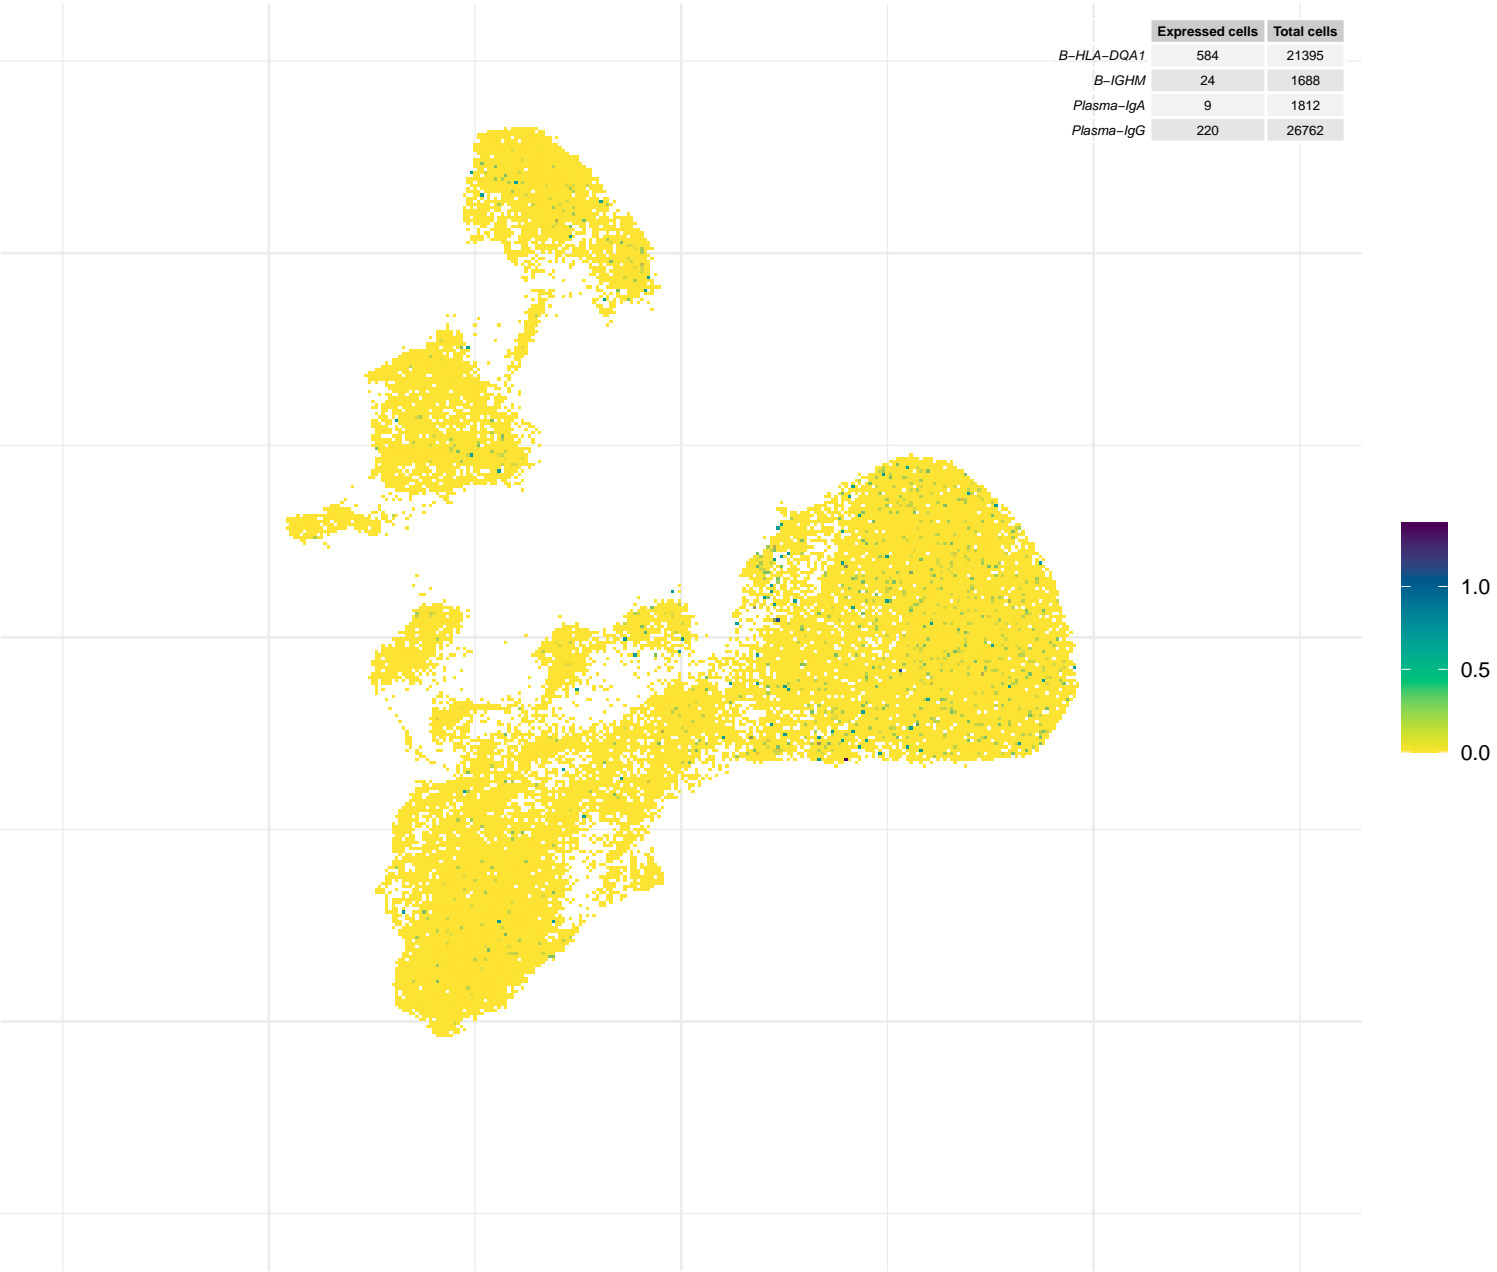 Expressed cells Total cells
B−HLA−DQA1 584 21395
B−IGHM 24 1688
Plasma−IgA 9 1812
Plasma−IgG 220 26762
1.0
0.5
0.0